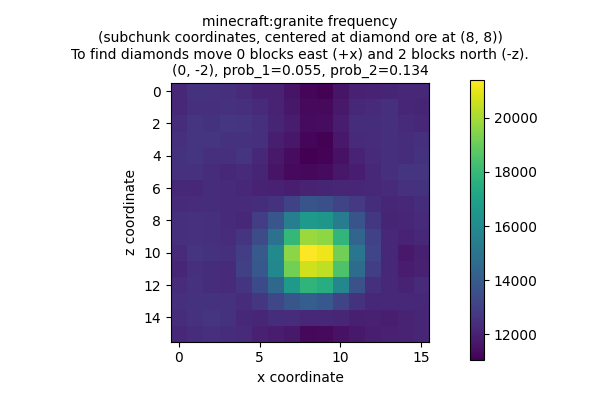 minecraft:granite frequency
(subchunk coordinates, centered at diamond ore at (8, 8))
To find diamonds move 0 blocks east (+x) and 2 blocks north (-z).
(0, -2), prob_1=0.055, prob_2=0.134
0
2
4
6
8
10
12
14
z coordinate
0
5
10
15
x coordinate
20000
18000
16000
14000
12000